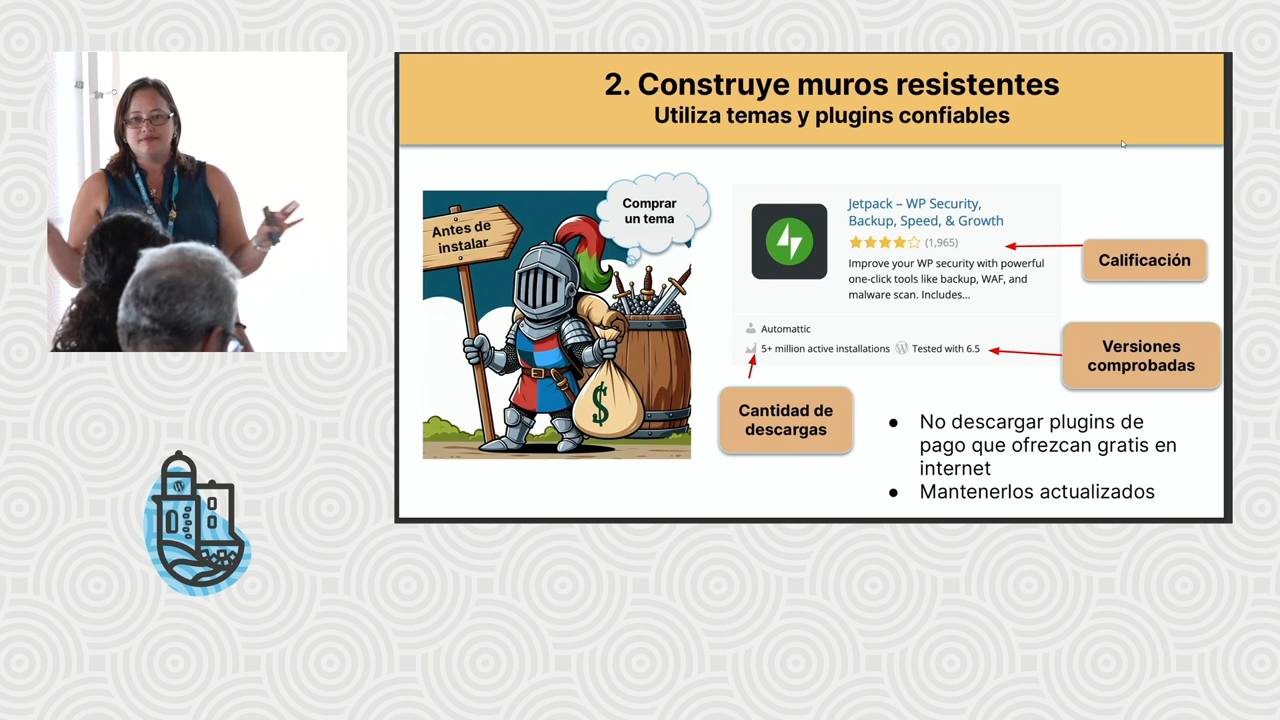 2. Construye muros resistentes
Utiliza temas y plugins confiables
Antes de
instalar
Comprar
un tema
$
Jetpack – WP Security,
Backup, Speed, & Growth
(1,965)
Improve your WP security with powerful
one-click tools like backup, WAF, and
malware scan. Includes...
Automattic
5+ million active installations
Tested with 6.5
Calificación
Versiones
comprobadas
Cantidad de
descargas
● No descargar plugins de
pago que ofrezcan gratis en
internet
● Mantenerlos actualizados